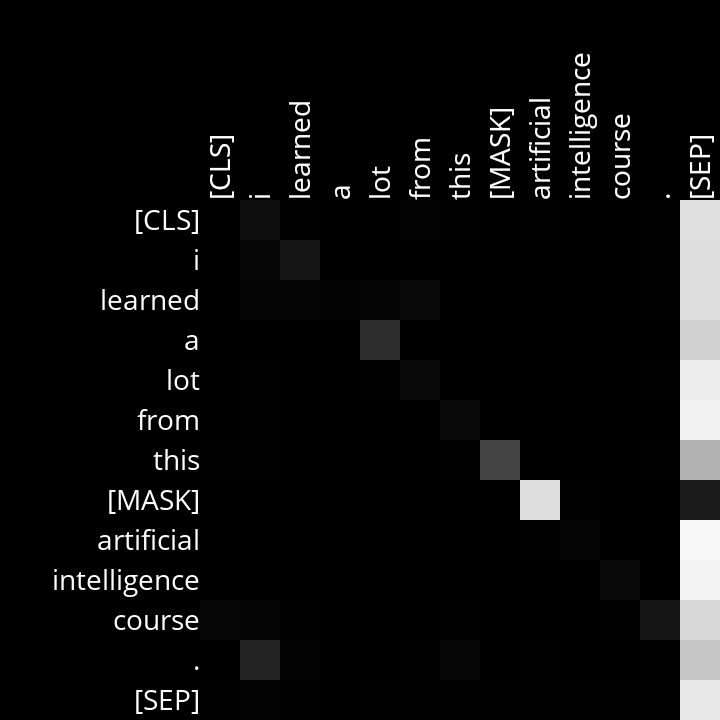 [CLS]
i
learned
a
lot
from
this
[MASK]
artificial
intelligence
course
.
[SEP]
[CLS]
i
learned
a
lot
from
this
[MASK]
artificial
intelligence
course
.
[SEP]